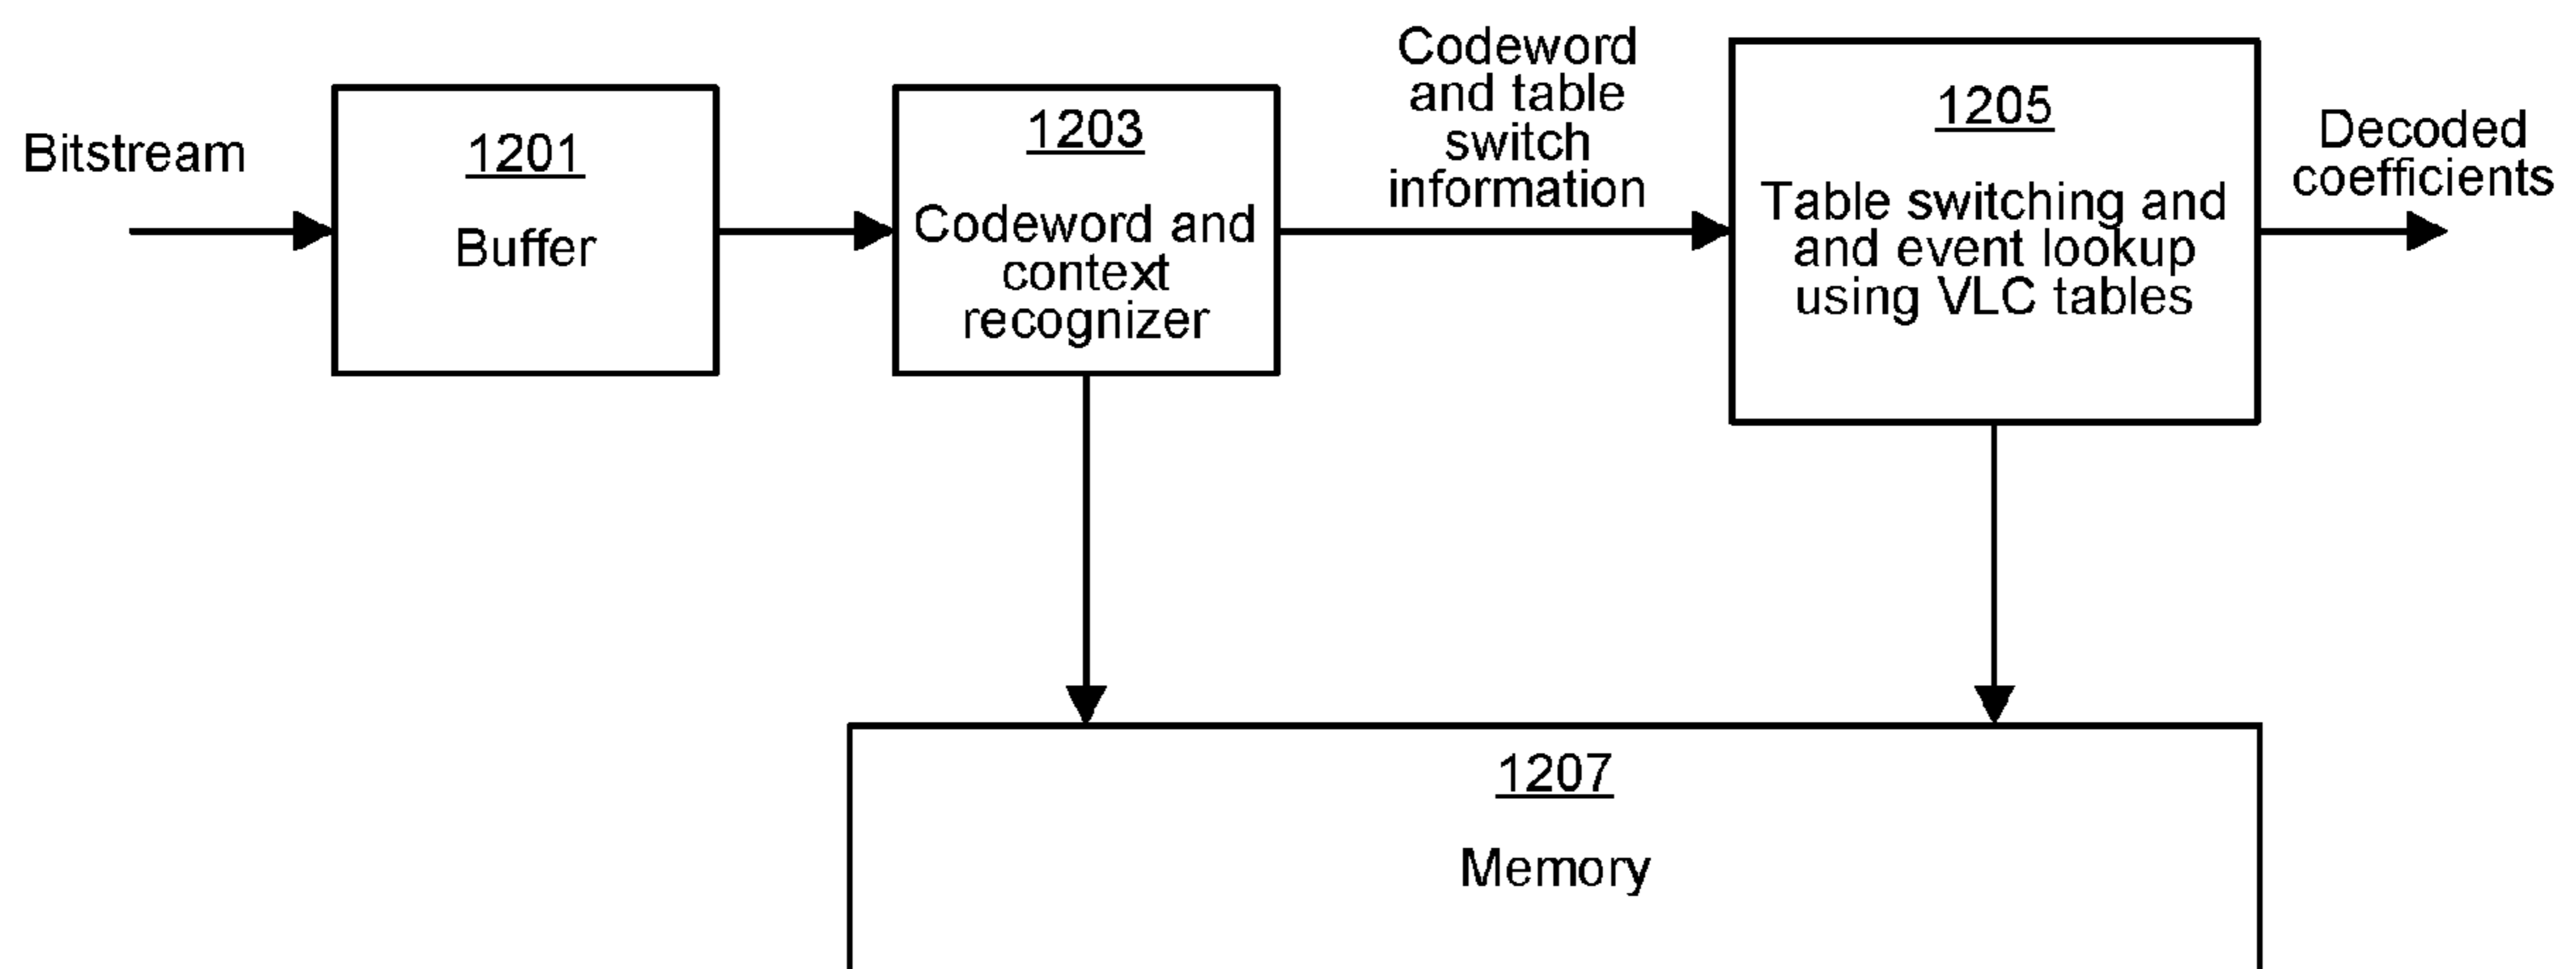 Bitstream
1201
Buffer
1203
Codeword and
context
recognizer
Codeword
and table
switch
information
1205
Table switching and
and event lookup
using VLC tables
Decoded
coefficients
1207
Memory